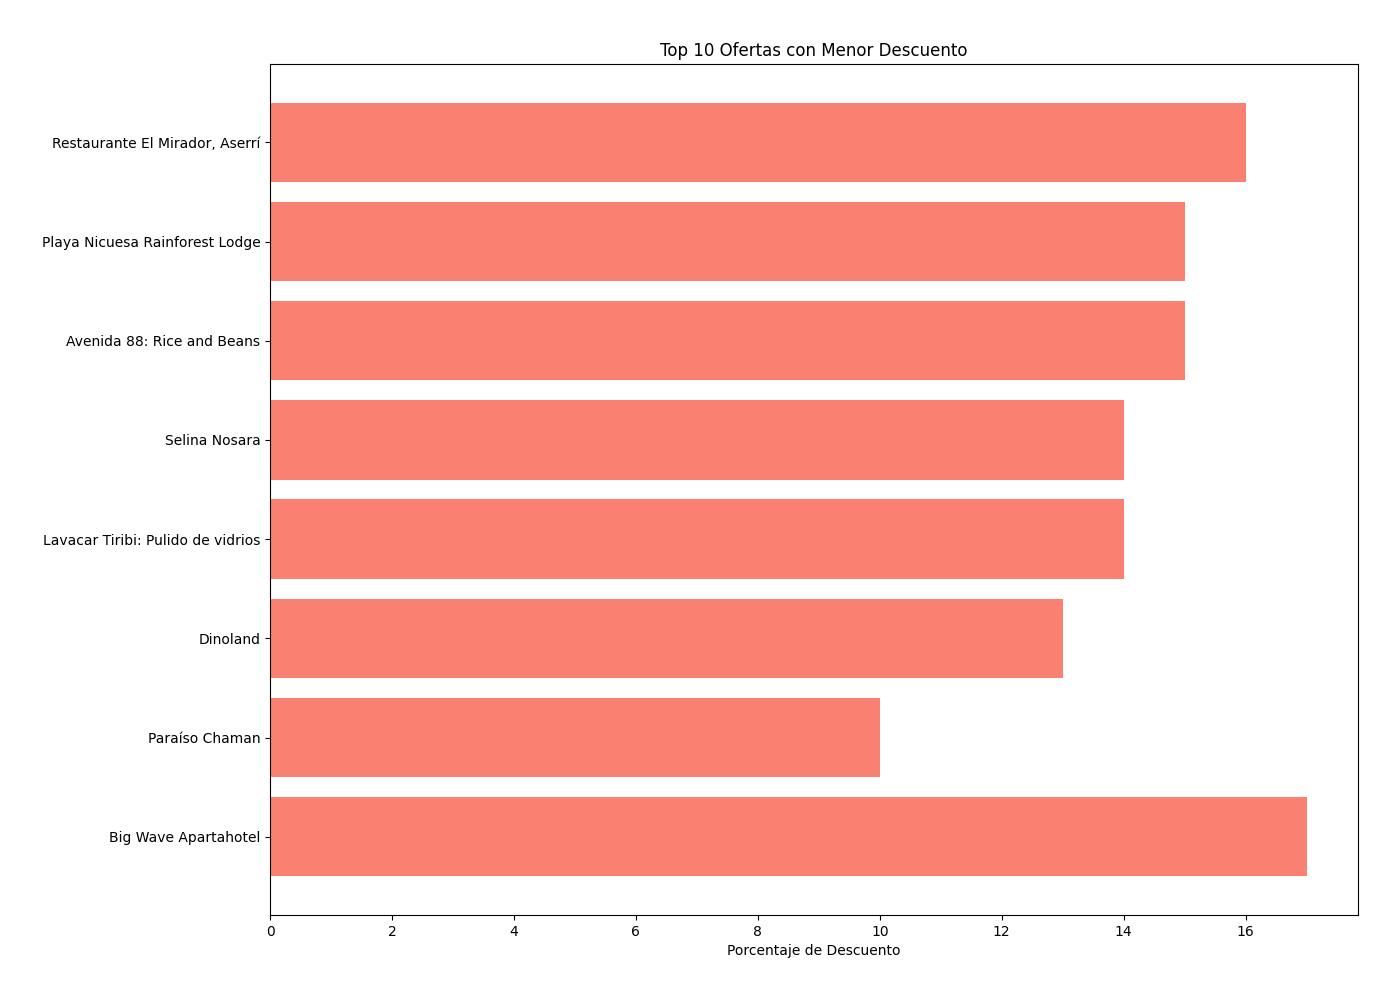 Top 10 Ofertas con Menor Descuento
Restaurante El Mirador, Aserrí
Playa Nicuesa Rainforest Lodge
Avenida 88: Rice and Beans
Selina Nosara
Lavacar Tiribi: Pulido de vidrios
Dinoland
Paraíso Chaman
Big Wave Apartahotel
0 2 4 6 8 10 12 14 16
Porcentaje de Descuento